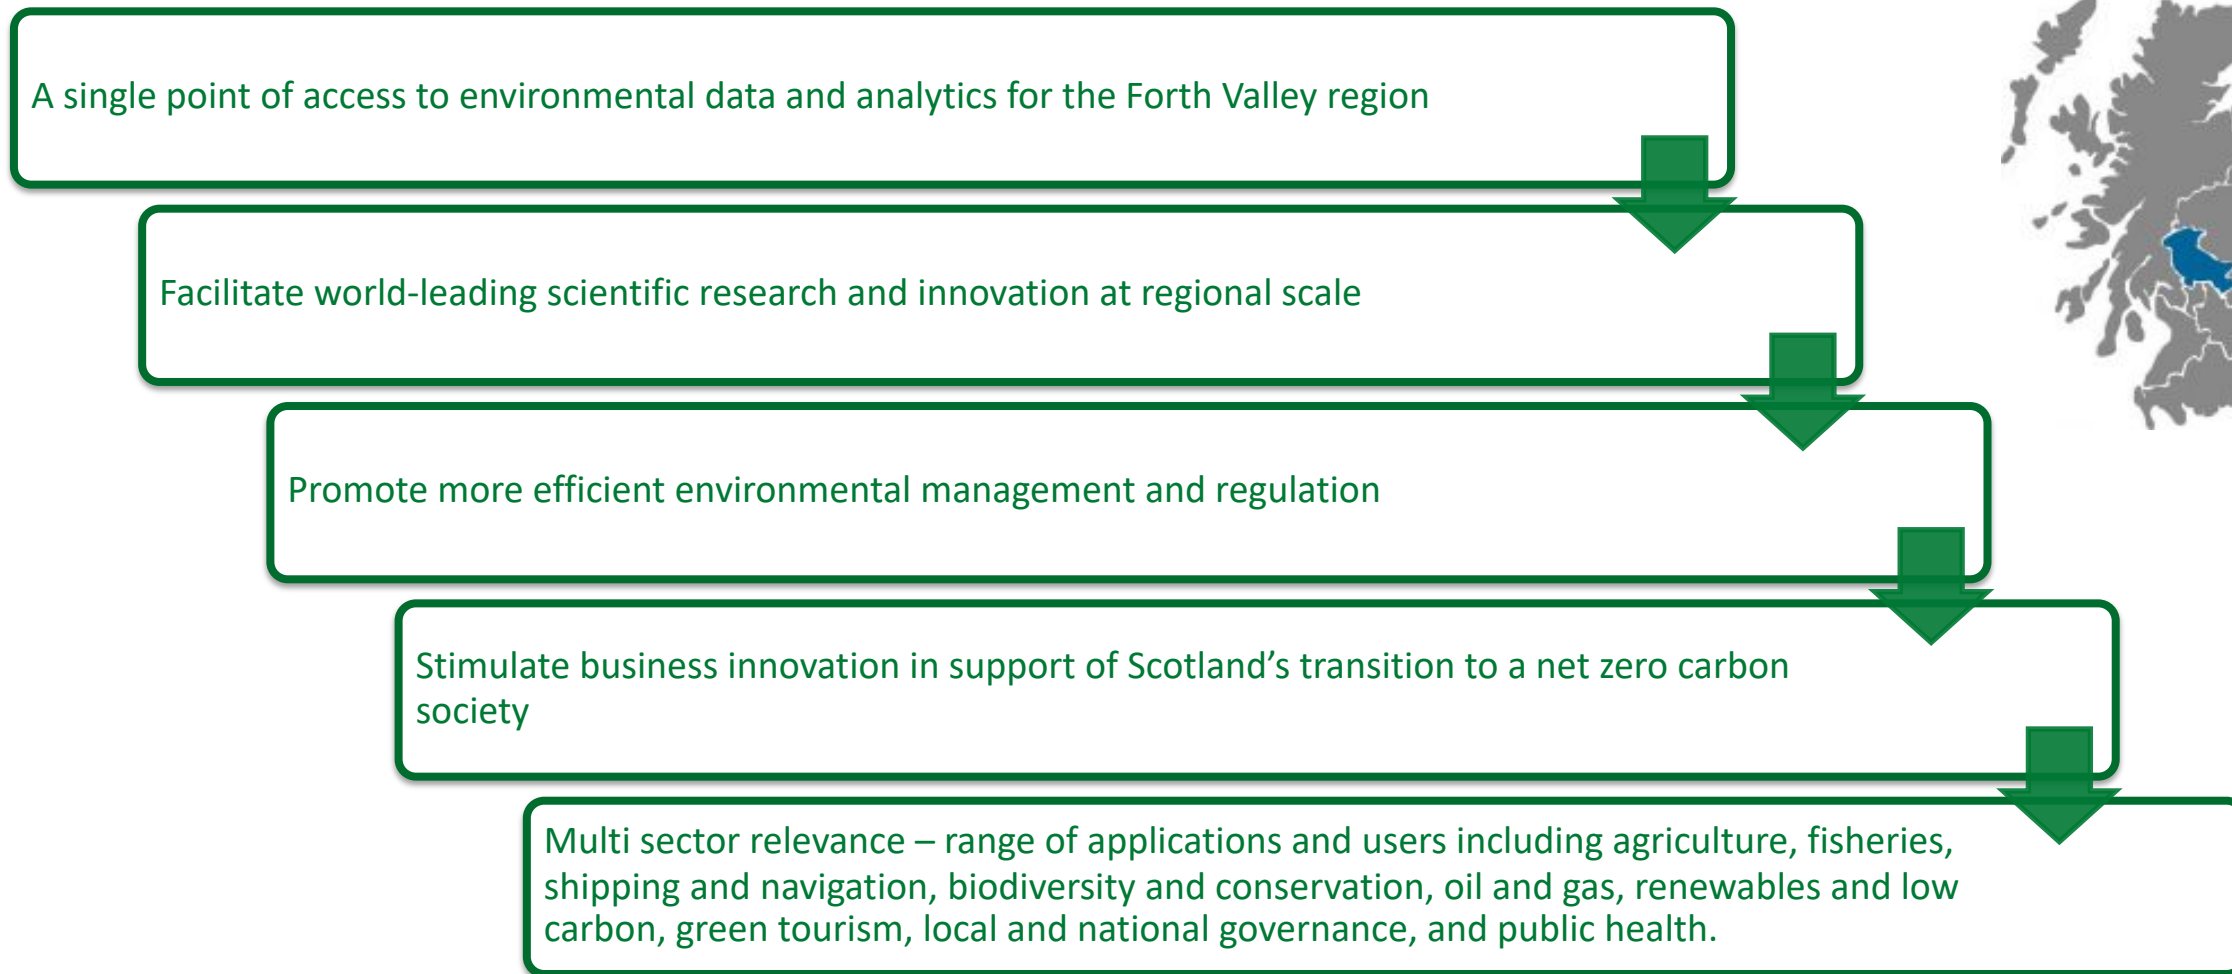 A single point of access to environmental data and analytics for the Forth Valley region
Facilitate world-leading scientific research and innovation at regional scale
Promote more efficient environmental management and regulation
Stimulate business innovation in support of Scotland’s transition to a net zero carbon
society
Multi sector relevance – range of applications and users including agriculture, fisheries,
shipping and navigation, biodiversity and conservation, oil and gas, renewables and low
carbon, green tourism, local and national governance, and public health.